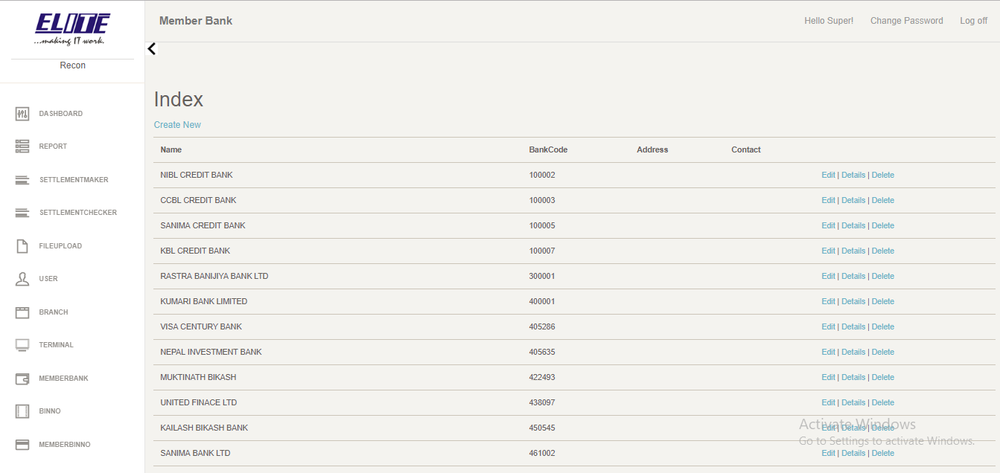 ELITE
...making IT work.
Recon
DASHBOARD
REPORT
SETTLEMENTMAKER
SETTLEMENTCHECKER
FILEUPLOAD
USER
BRANCH
TERMINAL
MEMBERBANK
BINNO
MEMBERBINNO
Member Bank Hello Super! Change Password Log off
Index
Create New
Name BankCode Address Contact
NIBL CREDIT BANK 100002 Edit | Details | Delete
CCBL CREDIT BANK 100003 Edit | Details | Delete
SANIMA CREDIT BANK 100005 Edit | Details | Delete
KBL CREDIT BANK 100007 Edit | Details | Delete
RASTRA BANIJIYA BANK LTD 300001 Edit | Details | Delete
KUMARI BANK LIMITED 400001 Edit | Details | Delete
VISA CENTURY BANK 405286 Edit | Details | Delete
NEPAL INVESTMENT BANK 405635 Edit | Details | Delete
MUKTINATH BIKASH 422493 Edit | Details | Delete
UNITED FINACE LTD 438097 Edit | Details | Delete
KAILASH BIKASH BANK 450545 Edit | Details | Delete
SANIMA BANK LTD 461002 Edit | Details | Delete
Activate Windows
Go to Settings to activate Windows.